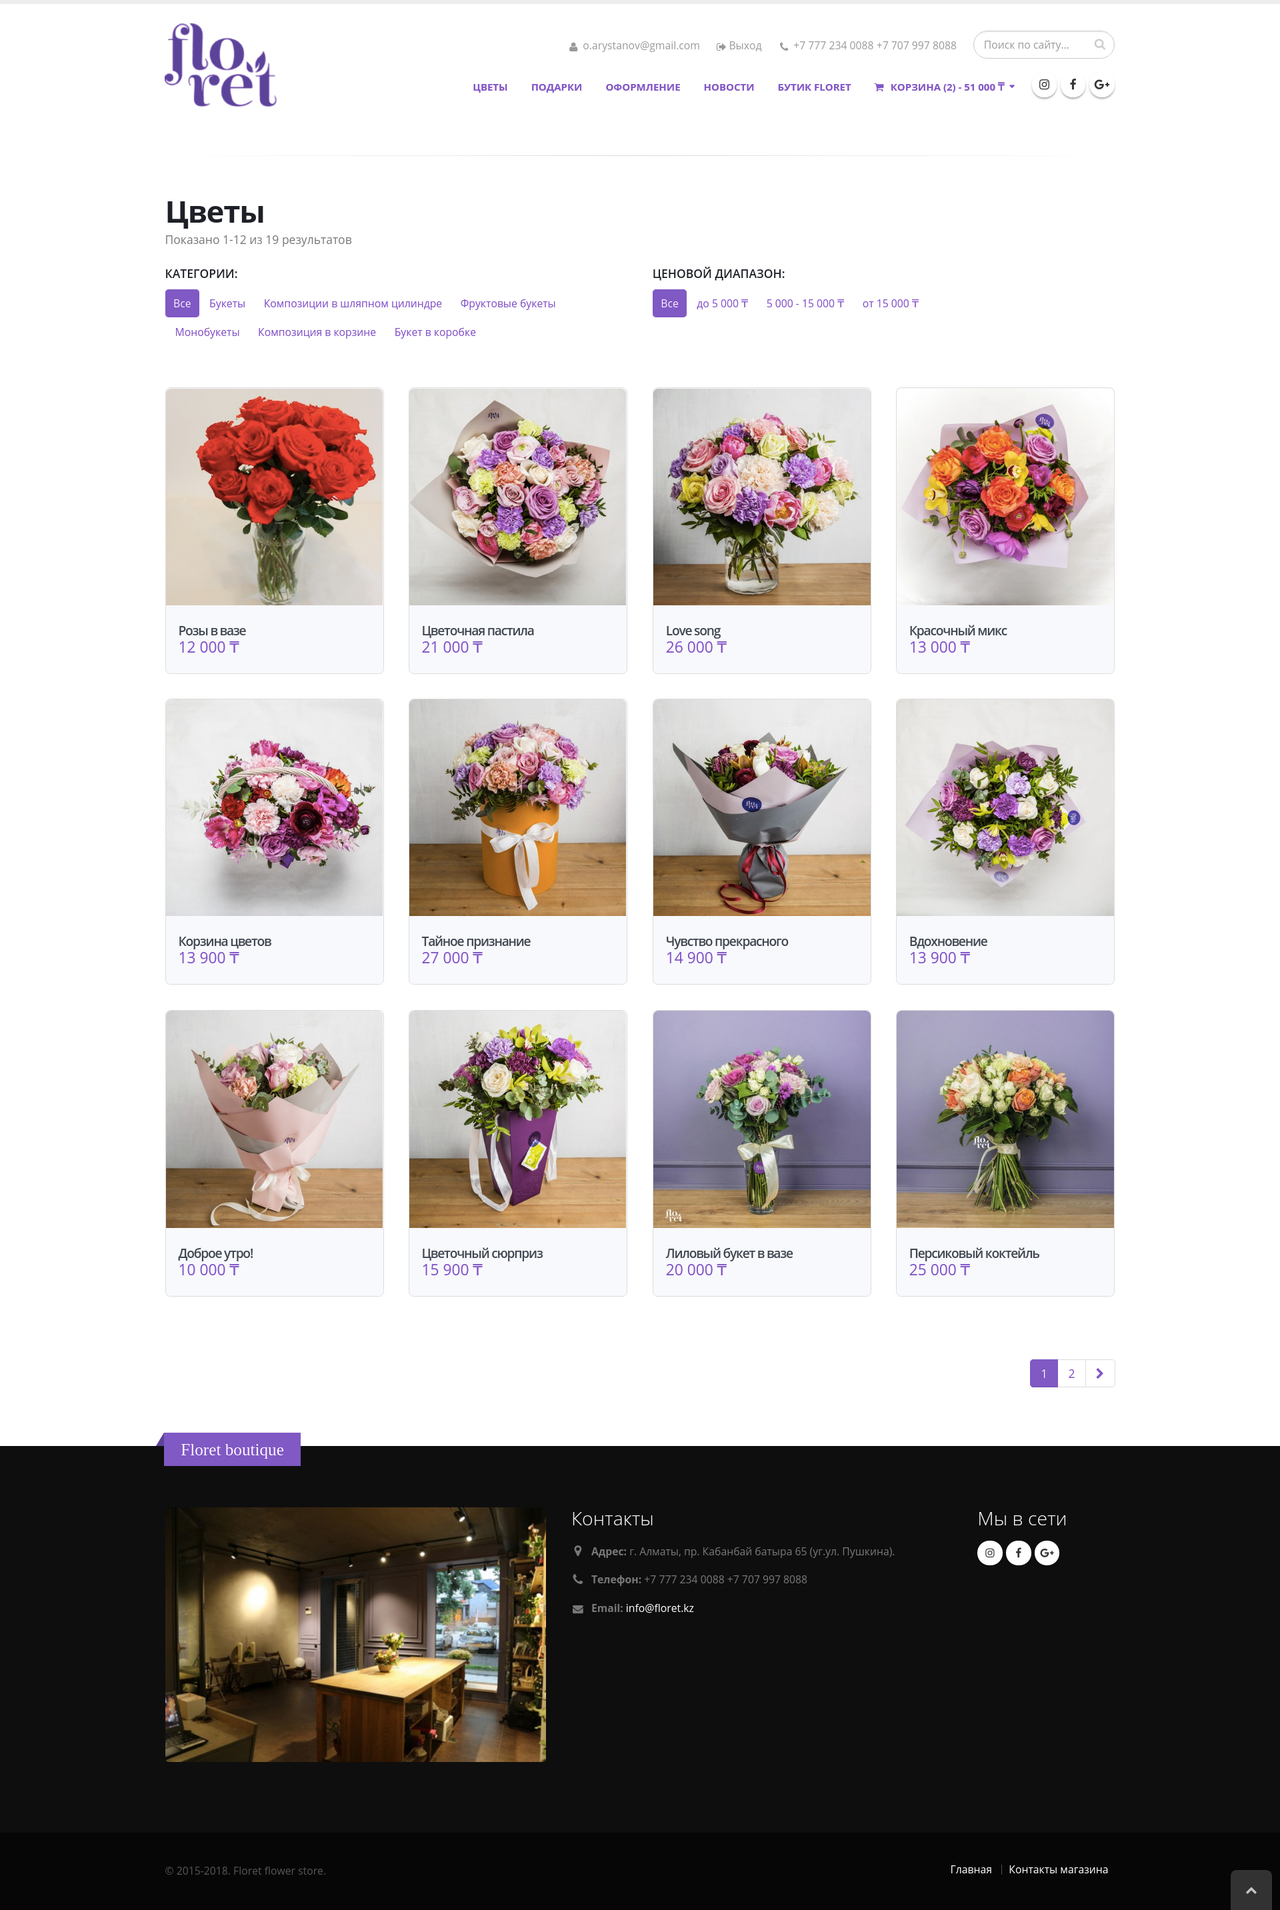 floret
o.arystanov@gmail.com Выход +7 777 234 0088 +7 707 997 8088 Поиск по сайту...
ЦВЕТЫ ПОДАРКИ ОФОРМЛЕНИЕ НОВОСТИ БУТИК FLORET КОРЗИНА (2) - 51 000 ₸
Цветы
Показано 1-12 из 19 результатов
КАТЕГОРИИ:
Все Букеты Композиции в шляпном цилиндре Фруктовые букеты
Монобукеты Композиция в корзине Букет в коробке
ЦЕНОВОЙ ДИАПАЗОН:
Все до 5 000 ₸ 5 000 - 15 000 ₸ от 15 000 ₸
Розы в вазе
12 000 ₸
Цветочная пастила
21 000 ₸
Love song
26 000 ₸
Красочный микс
13 000 ₸
Корзина цветов
13 900 ₸
Тайное признание
27 000 ₸
Чувство прекрасного
14 900 ₸
Вдохновение
13 900 ₸
Доброе утро!
10 000 ₸
Цветочный сюрприз
15 900 ₸
floret
Лиловый букет в вазе
20 000 ₸
floret
Персиковый коктейль
25 000 ₸
1 2
Floret boutique
Контакты
Адрес: г. Алматы, пр. Кабанбай батыра 65 (уг.ул. Пушкина).
Телефон: +7 777 234 0088 +7 707 997 8088
Email: info@floret.kz
Мы в сети
© 2015-2018. Floret flower store.
Главная Контакты магазина